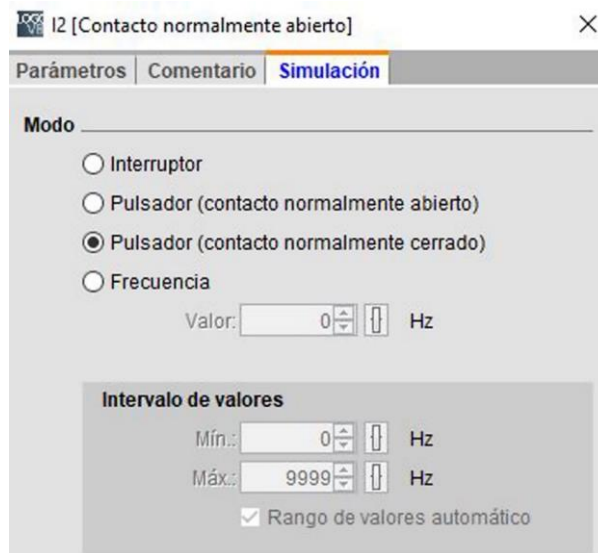 I2 [Contacto normalmente abierto]
Parámetros Comentario Simulación
Modo
Interruptor
Pulsador (contacto normalmente abierto)
Pulsador (contacto normalmente cerrado)
Frecuencia
Valor: 0 Hz
Intervalo de valores
Mín.: 0 Hz
Máx.: 9999 Hz
Rango de valores automático